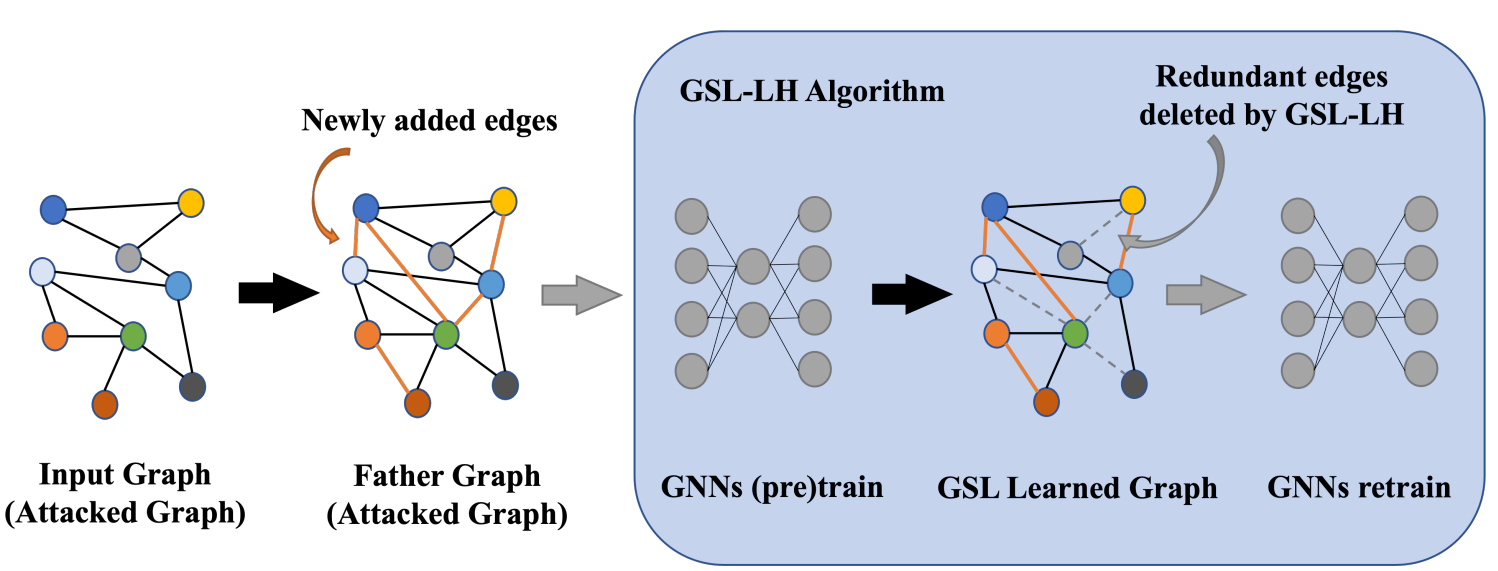 GSL-LH Algorithm
Redundant edges
deleted by GSL-LH
Newly added edges
Input Graph
(Attacked Graph)
Father Graph
(Attacked Graph)
GNNs (pre)train
GSL Learned Graph
GNNs retrain